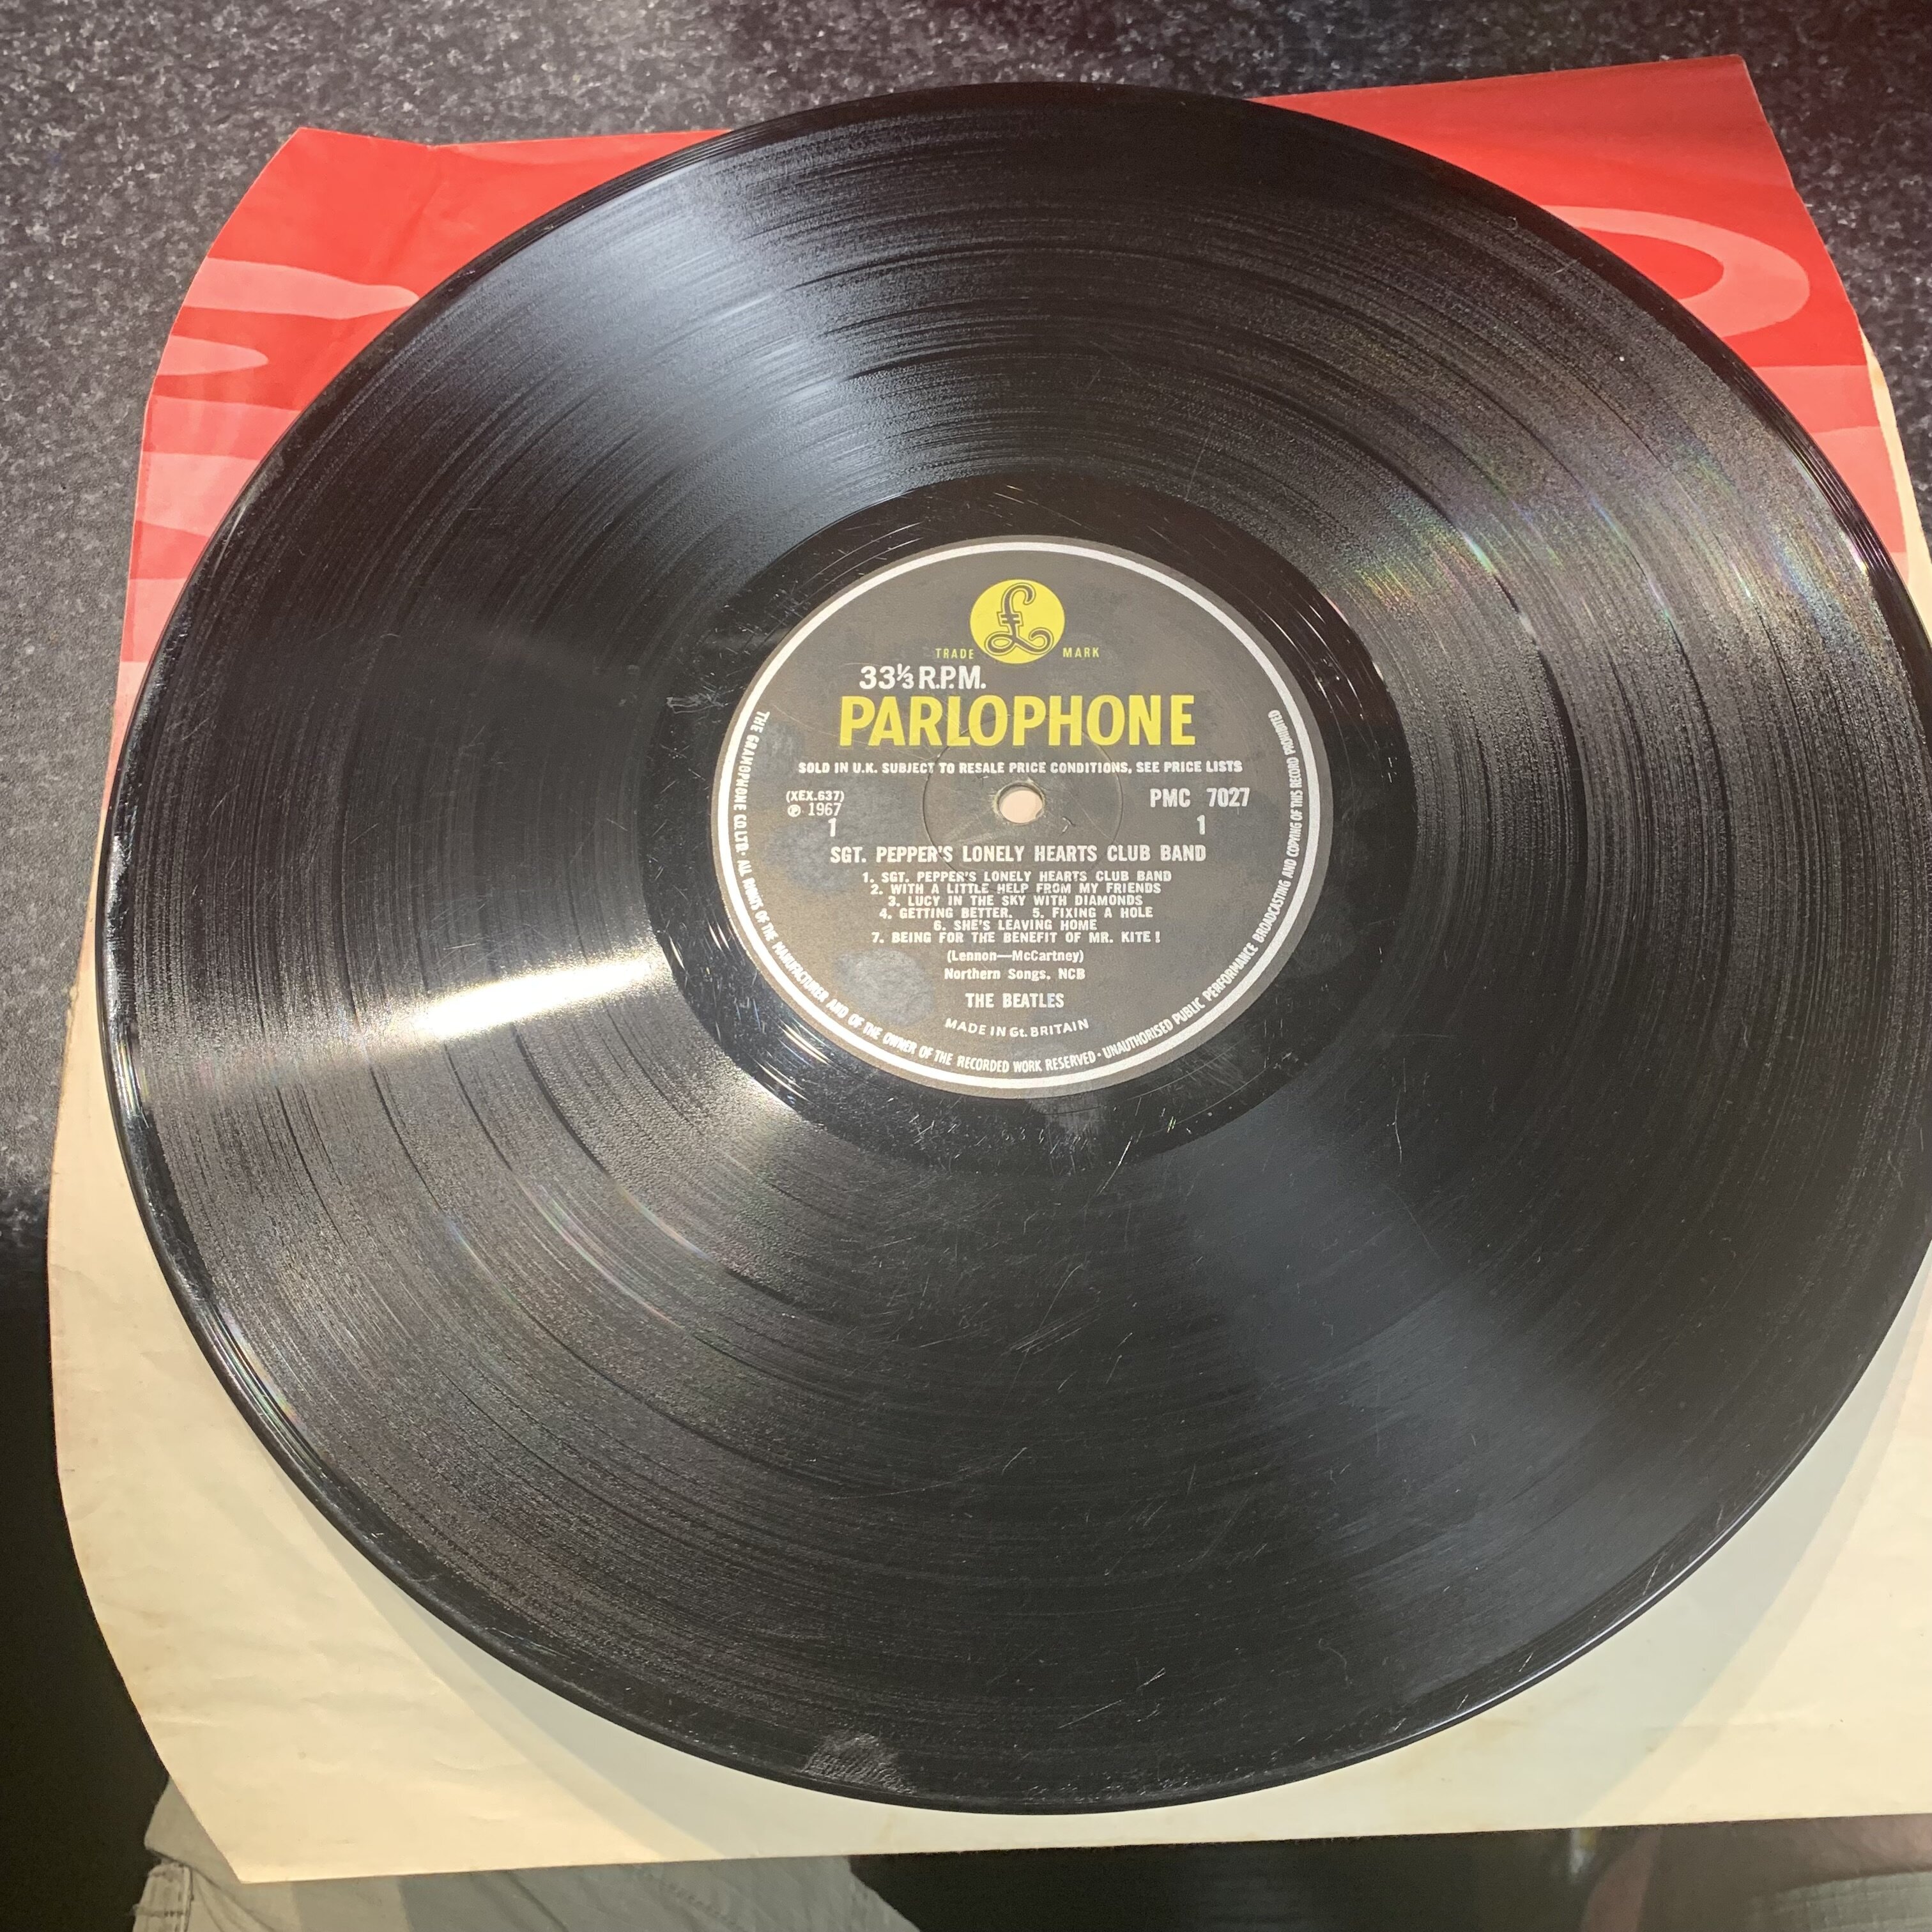 £
TRADE MARK
33⅓ R.P.M.
PARLOPHONE
SOLD IN U.K. SUBJECT TO RESALE PRICE CONDITIONS, SEE PRICE LISTS
(XEX.637) PMC 7027
℗ 1967
1 1
SGT. PEPPER'S LONELY HEARTS CLUB BAND
1. SGT. PEPPER'S LONELY HEARTS CLUB BAND
2. WITH A LITTLE HELP FROM MY FRIENDS
3. LUCY IN THE SKY WITH DIAMONDS
4. GETTING BETTER. 5. FIXING A HOLE
6. SHE'S LEAVING HOME
7. BEING FOR THE BENEFIT OF MR. KITE!
(Lennon—McCartney)
Northern Songs. NCB
THE BEATLES
MADE IN Gt. BRITAIN
THE GRAMOPHONE CO. LTD. · ALL RIGHTS OF THE MANUFACTURER AND OF THE OWNER OF THE RECORDED WORK RESERVED · UNAUTHORISED PUBLIC PERFORMANCE BROADCASTING AND COPYING OF THIS RECORD PROHIBITED